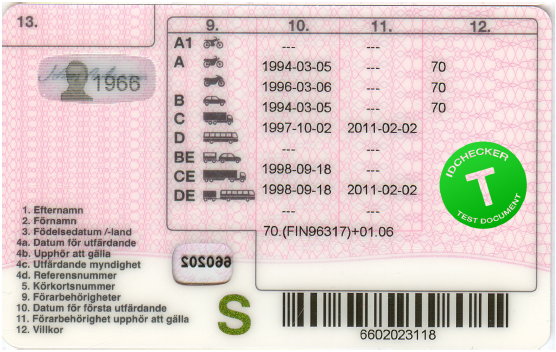 13.
9. 10. 11. 12.
A1 --- ---
A 1994-03-05 --- 70
1996-03-06 --- 70
B 1994-03-05 --- 70
C 1997-10-02 2011-02-02
D --- ---
BE 1998-09-18 ---
CE 1998-09-18 2011-02-02
DE --- ---
70.(FIN96317)+01.06
1966
IDCHECKER
T
TEST DOCUMENT
1. Efternamn
2. Förnamn
3. Födelsedatum /-land
4a. Datum för utfärdande
4b. Upphör att gälla
4c. Utfärdande myndighet
4d. Referensnummer
5. Körkortsnummer
9. Förarbehörigheter
10. Datum för första utfärdande
11. Förarbehörighet upphör att gälla
12. Villkor
660202
S
6602023118